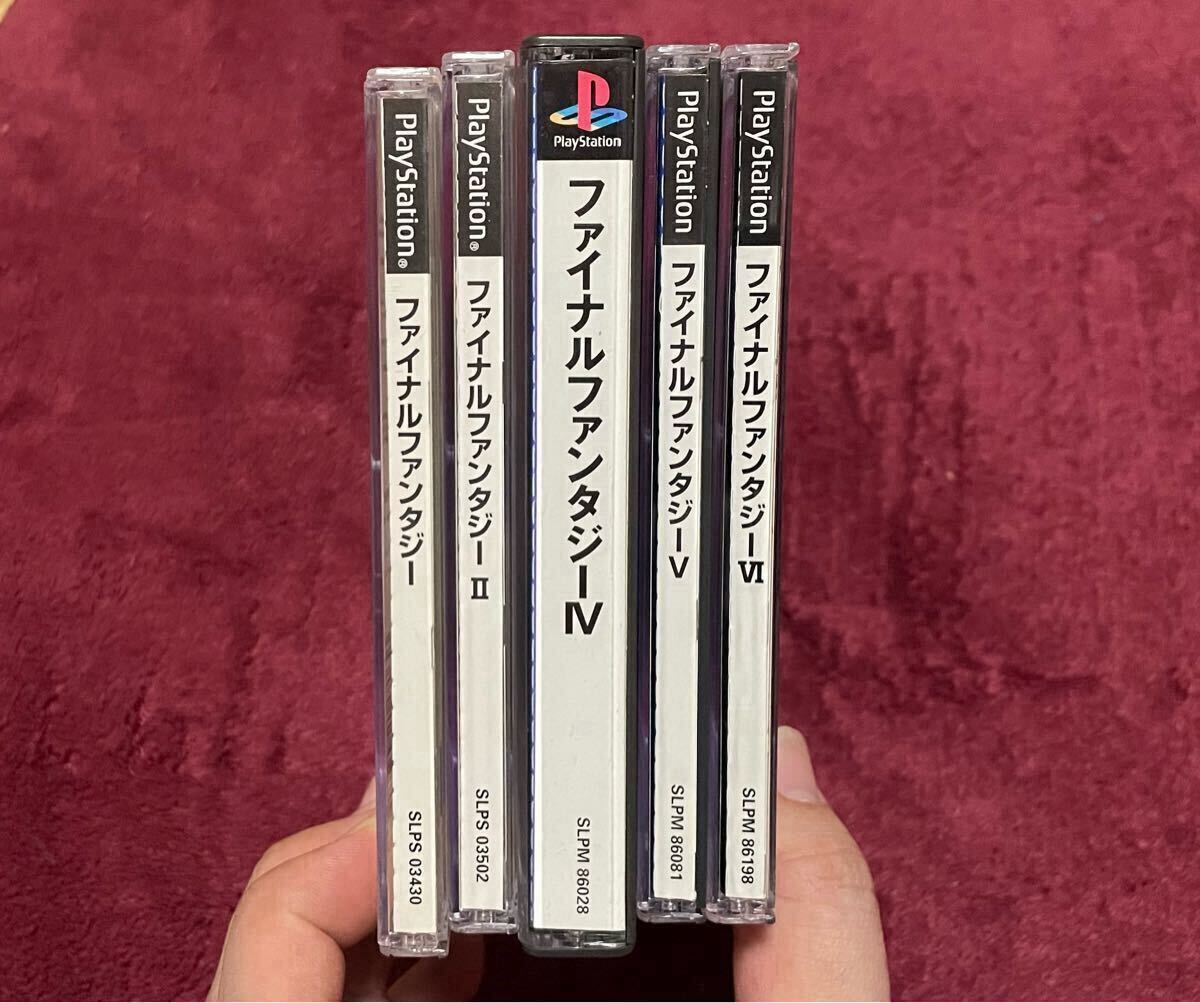 PlayStation® ファイナルファンタジー SLPS 03430
PlayStation® ファイナルファンタジー II SLPS 03502
PlayStation
ファイナルファンタジーIV SLPM 86028
PlayStation ファイナルファンタジーV SLPM 86081
PlayStation ファイナルファンタジーVI SLPM 86198